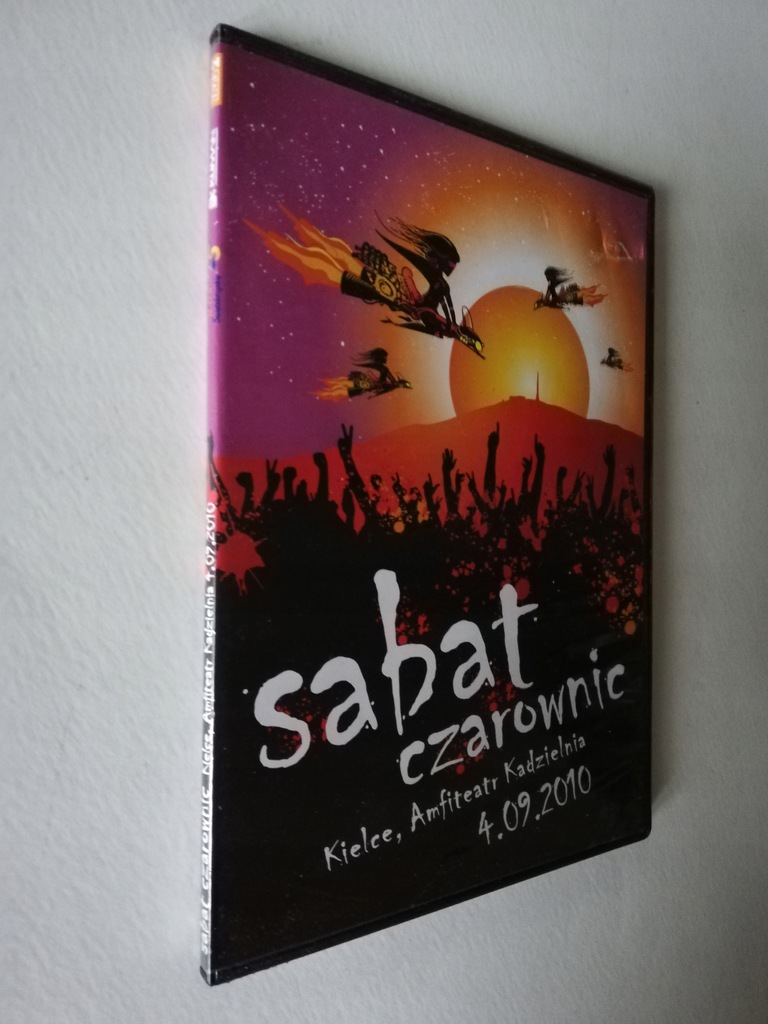 sabat
czarownic
Kielce, Amfiteatr Kadzielnia
4.09.2010
sabat czarownic Kielce, Amfiteatr Kadzielnia 4.09.2010